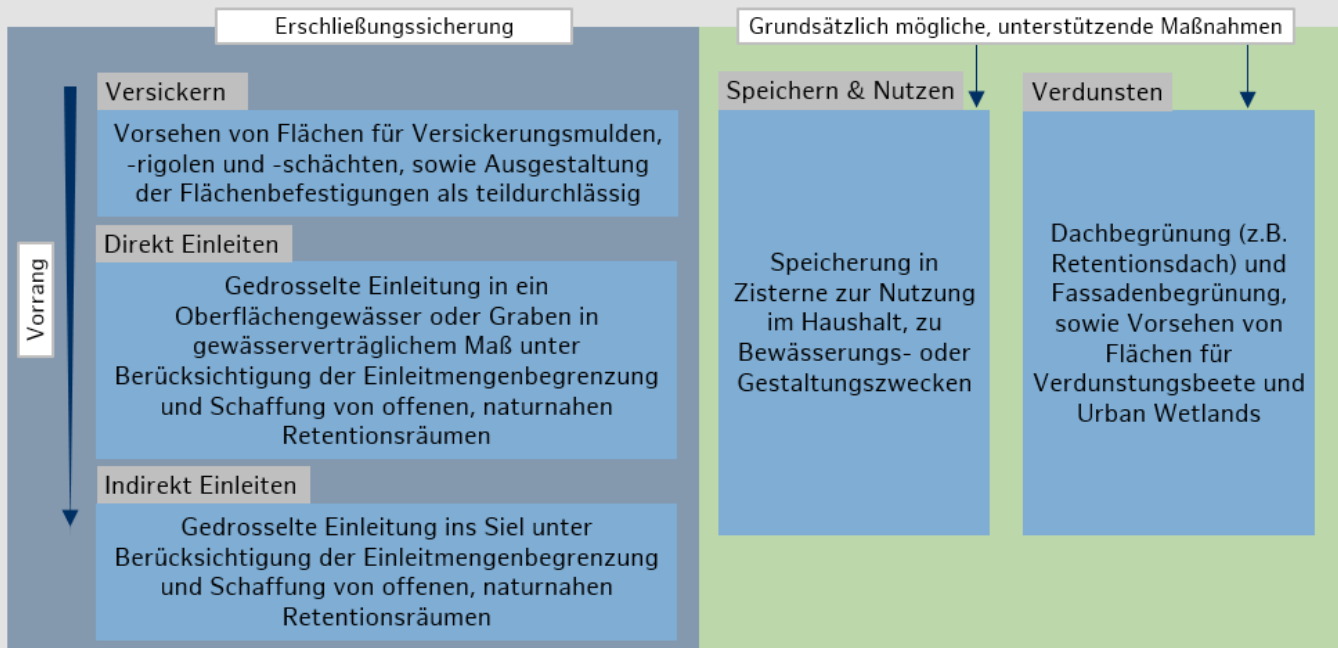 Erschließungssicherung
Vorrang
Versickern
Vorsehen von Flächen für Versickerungsmulden,
-rigolen und -schächten, sowie Ausgestaltung
der Flächenbefestigungen als teildurchlässig
Direkt Einleiten
Gedrosselte Einleitung in ein
Oberflächengewässer oder Graben in
gewässerverträglichem Maß unter
Berücksichtigung der Einleitmengenbegrenzung
und Schaffung von offenen, naturnahen
Retentionsräumen
Indirekt Einleiten
Gedrosselte Einleitung ins Siel unter
Berücksichtigung der Einleitmengenbegrenzung
und Schaffung von offenen, naturnahen
Retentionsräumen
Grundsätzlich mögliche, unterstützende Maßnahmen
Speichern & Nutzen
Speicherung in
Zisterne zur Nutzung
im Haushalt, zu
Bewässerungs- oder
Gestaltungszwecken
Verdunsten
Dachbegrünung (z.B.
Retentionsdach) und
Fassadenbegrünung,
sowie Vorsehen von
Flächen für
Verdunstungsbeete und
Urban Wetlands